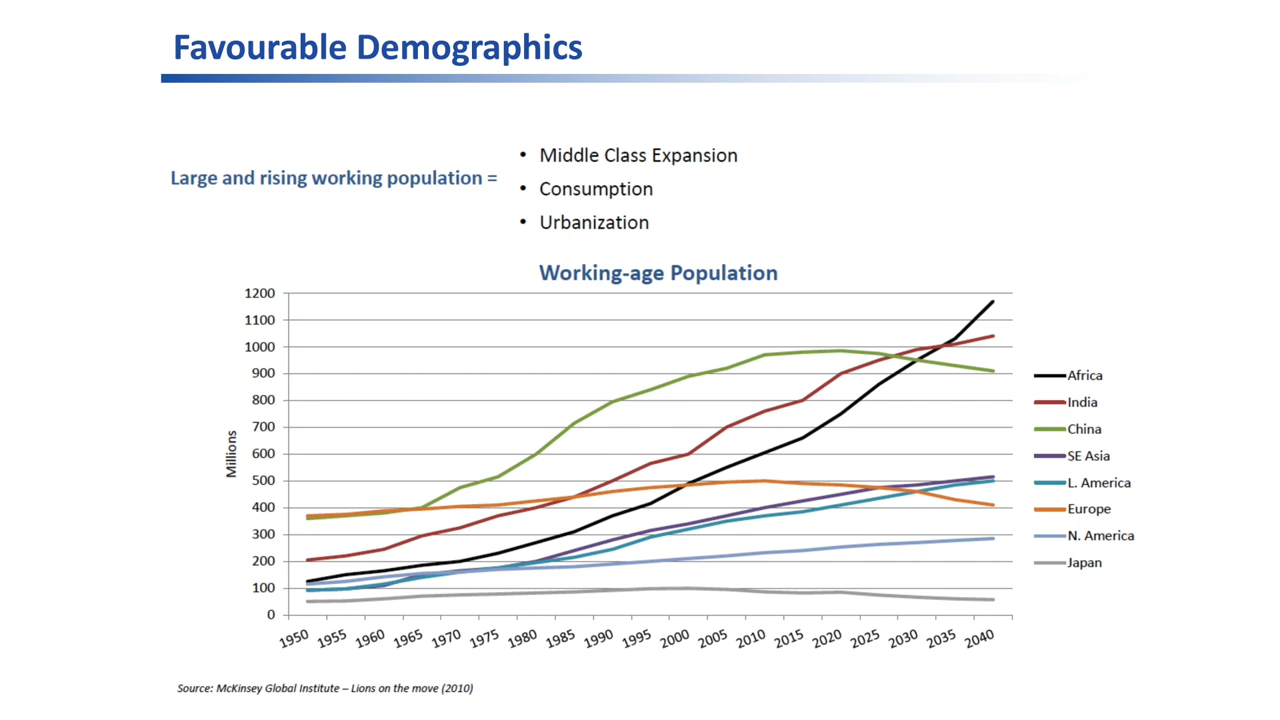 Favourable Demographics
Large and rising working population =
• Middle Class Expansion
• Consumption
• Urbanization
Working-age Population
Millions
1200
1100
1000
900
800
700
600
500
400
300
200
100
0
1950 1955 1960 1965 1970 1975 1980 1985 1990 1995 2000 2005 2010 2015 2020 2025 2030 2035 2040
Africa
India
China
SE Asia
L. America
Europe
N. America
Japan
Source: McKinsey Global Institute – Lions on the move (2010)